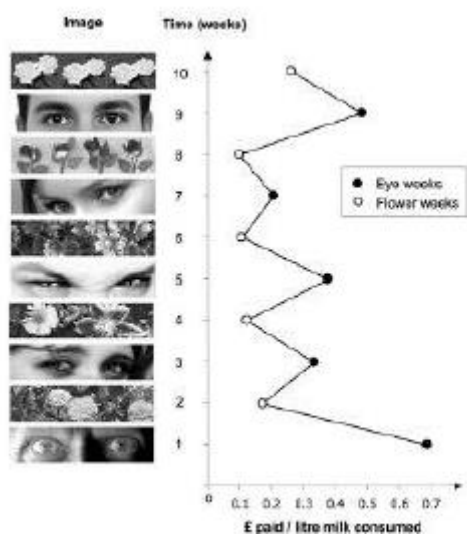 Image
Time (weeks)
10
9
8
7
6
5
4
3
2
1
Eye weeks
Flower weeks
0 0.1 0.2 0.3 0.4 0.5 0.6 0.7
£ paid / litre milk consumed